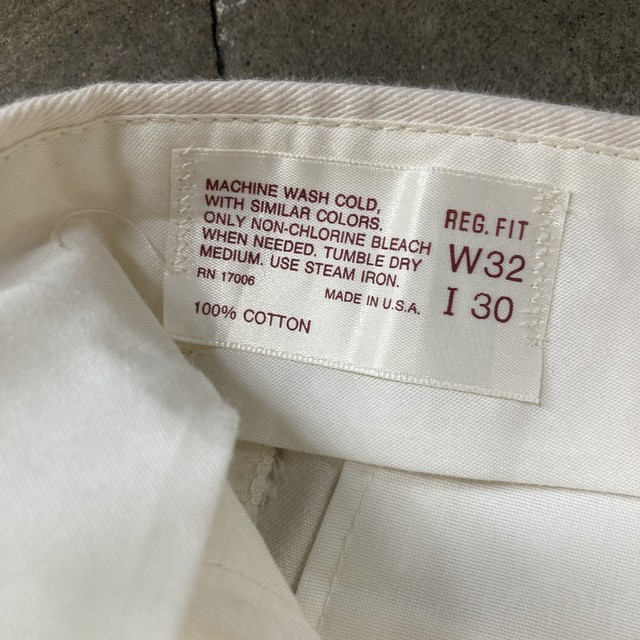 MACHINE WASH COLD,
WITH SIMILAR COLORS.
ONLY NON-CHLORINE BLEACH
WHEN NEEDED. TUMBLE DRY
MEDIUM. USE STEAM IRON.
RN 17006
MADE IN U.S.A.
100% COTTON
REG. FIT
W32
I 30